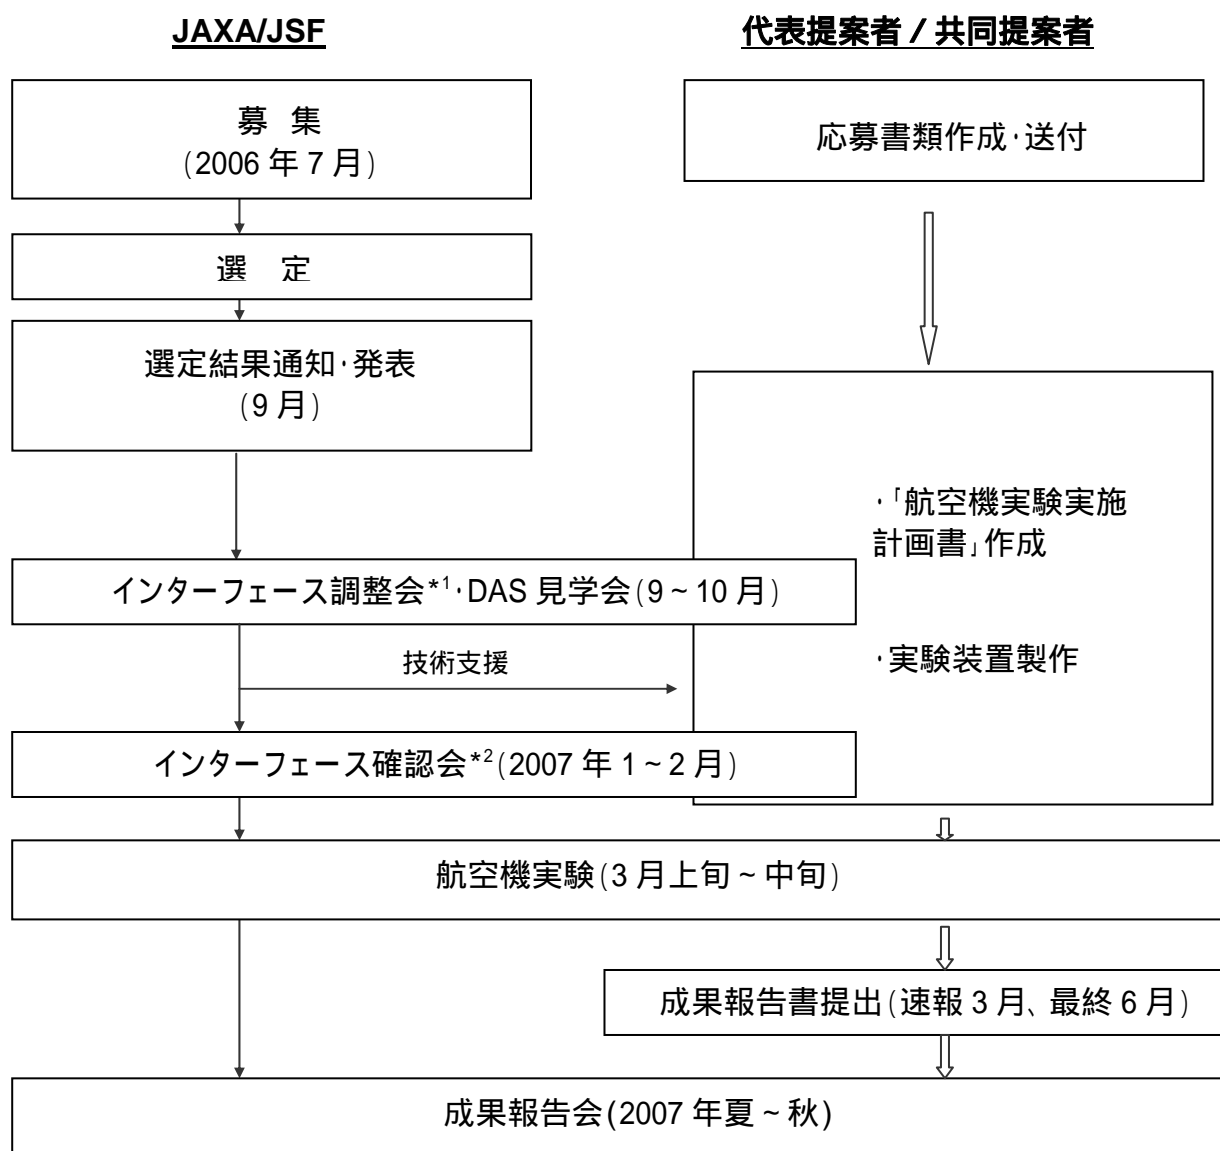 JAXA/JSF
代表提案者 / 共同提案者
募 集
(2006 年 7 月)
応募書類作成·送付
選 定
選定結果通知·発表
(9 月)
·「航空機実験実施
計画書」作成
インターフェース調整会*1·DAS 見学会(9 ~ 10 月)
技術支援
·実験装置製作
インターフェース確認会*2(2007 年 1 ~ 2 月)
航空機実験(3 月上旬 ~ 中旬)
成果報告書提出(速報 3 月、最終 6 月)
成果報告会(2007 年夏 ~ 秋)